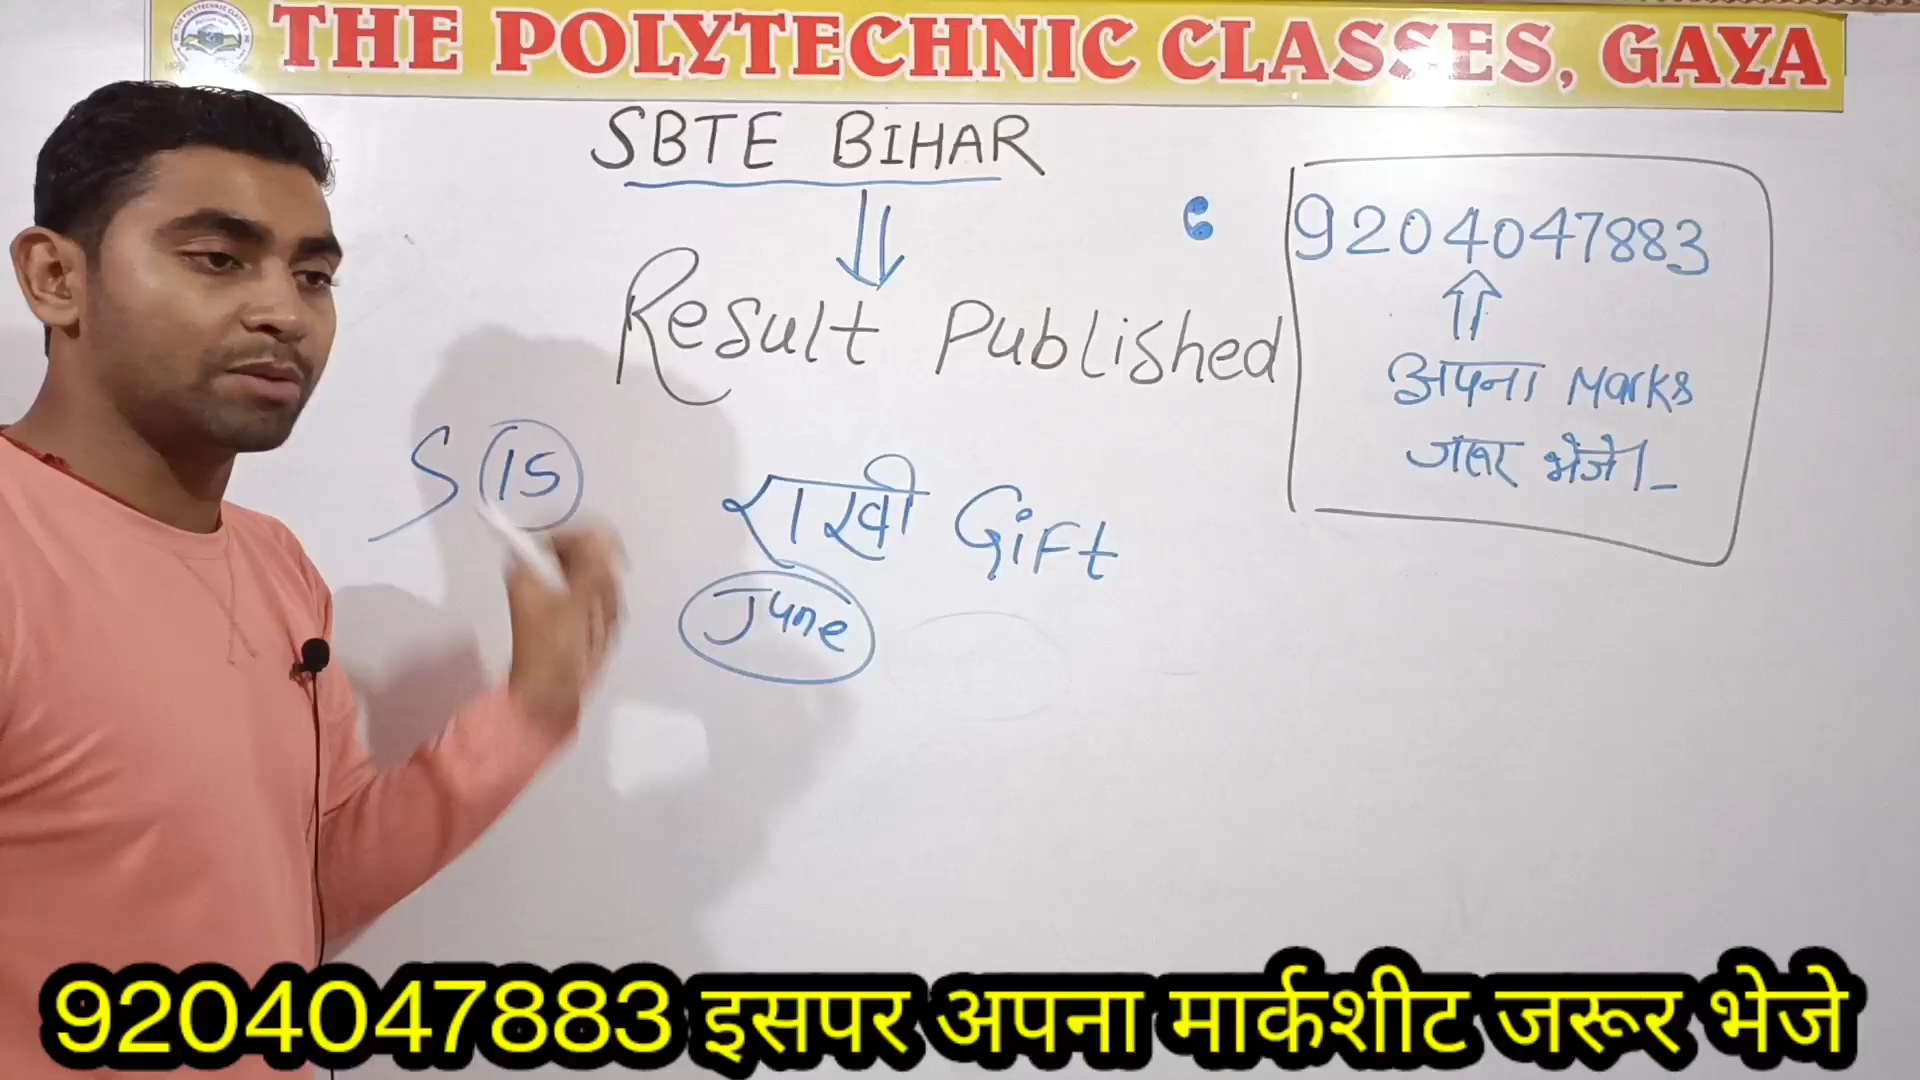 THE POLYTECHNIC CLASSES, GAYA
SBTE BIHAR
Result Published
9204047883
अपना Marks
जरूर भेजे।
S 15
राखी Gift
June
9204047883 इसपर अपना मार्कशीट जरूर भेजे